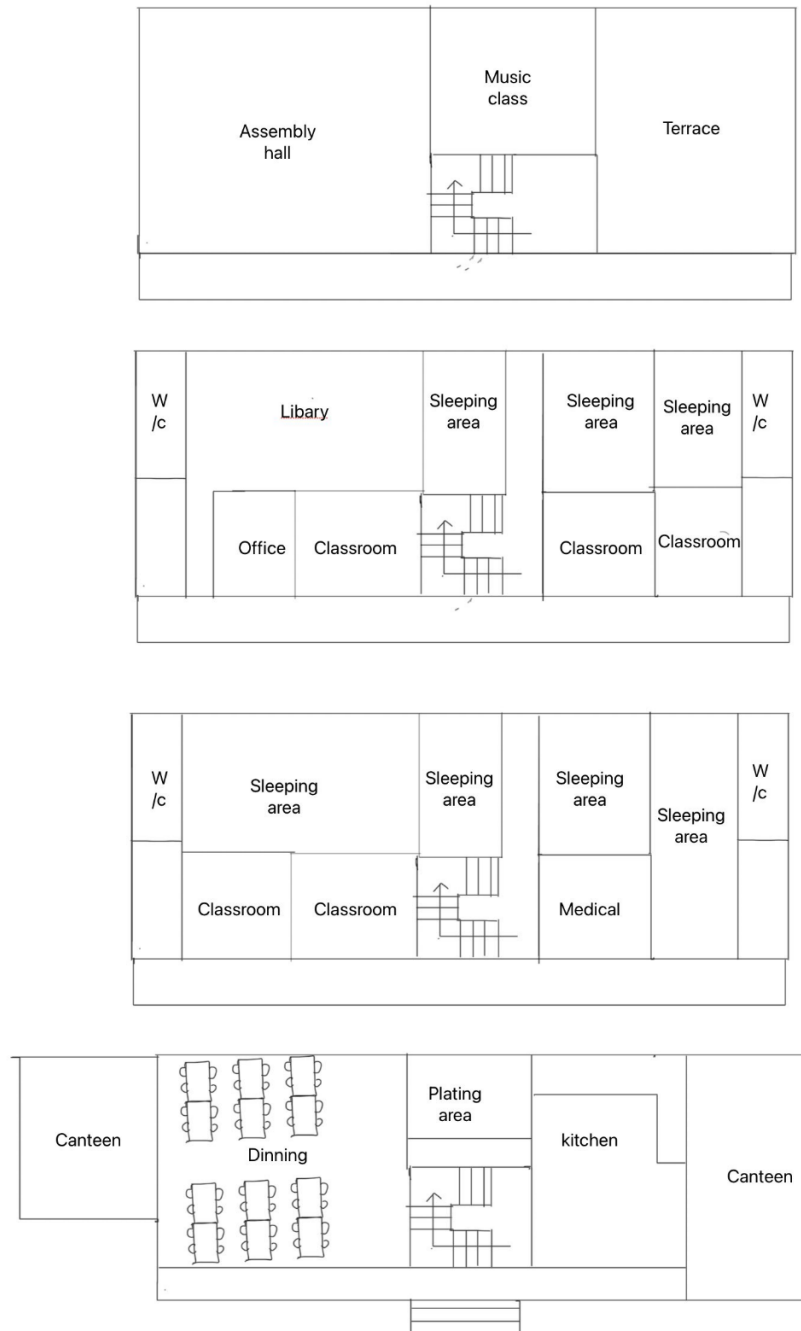 Music
class
Assembly
hall
Terrace
W
/c
Libary
Sleeping
area
Sleeping
area
Sleeping
area
W
/c
Office
Classroom
Classroom
Classroom
W
/c
Sleeping
area
Sleeping
area
Sleeping
area
Sleeping
area
W
/c
Classroom
Classroom
Medical
Canteen
Dinning
Plating
area
kitchen
Canteen